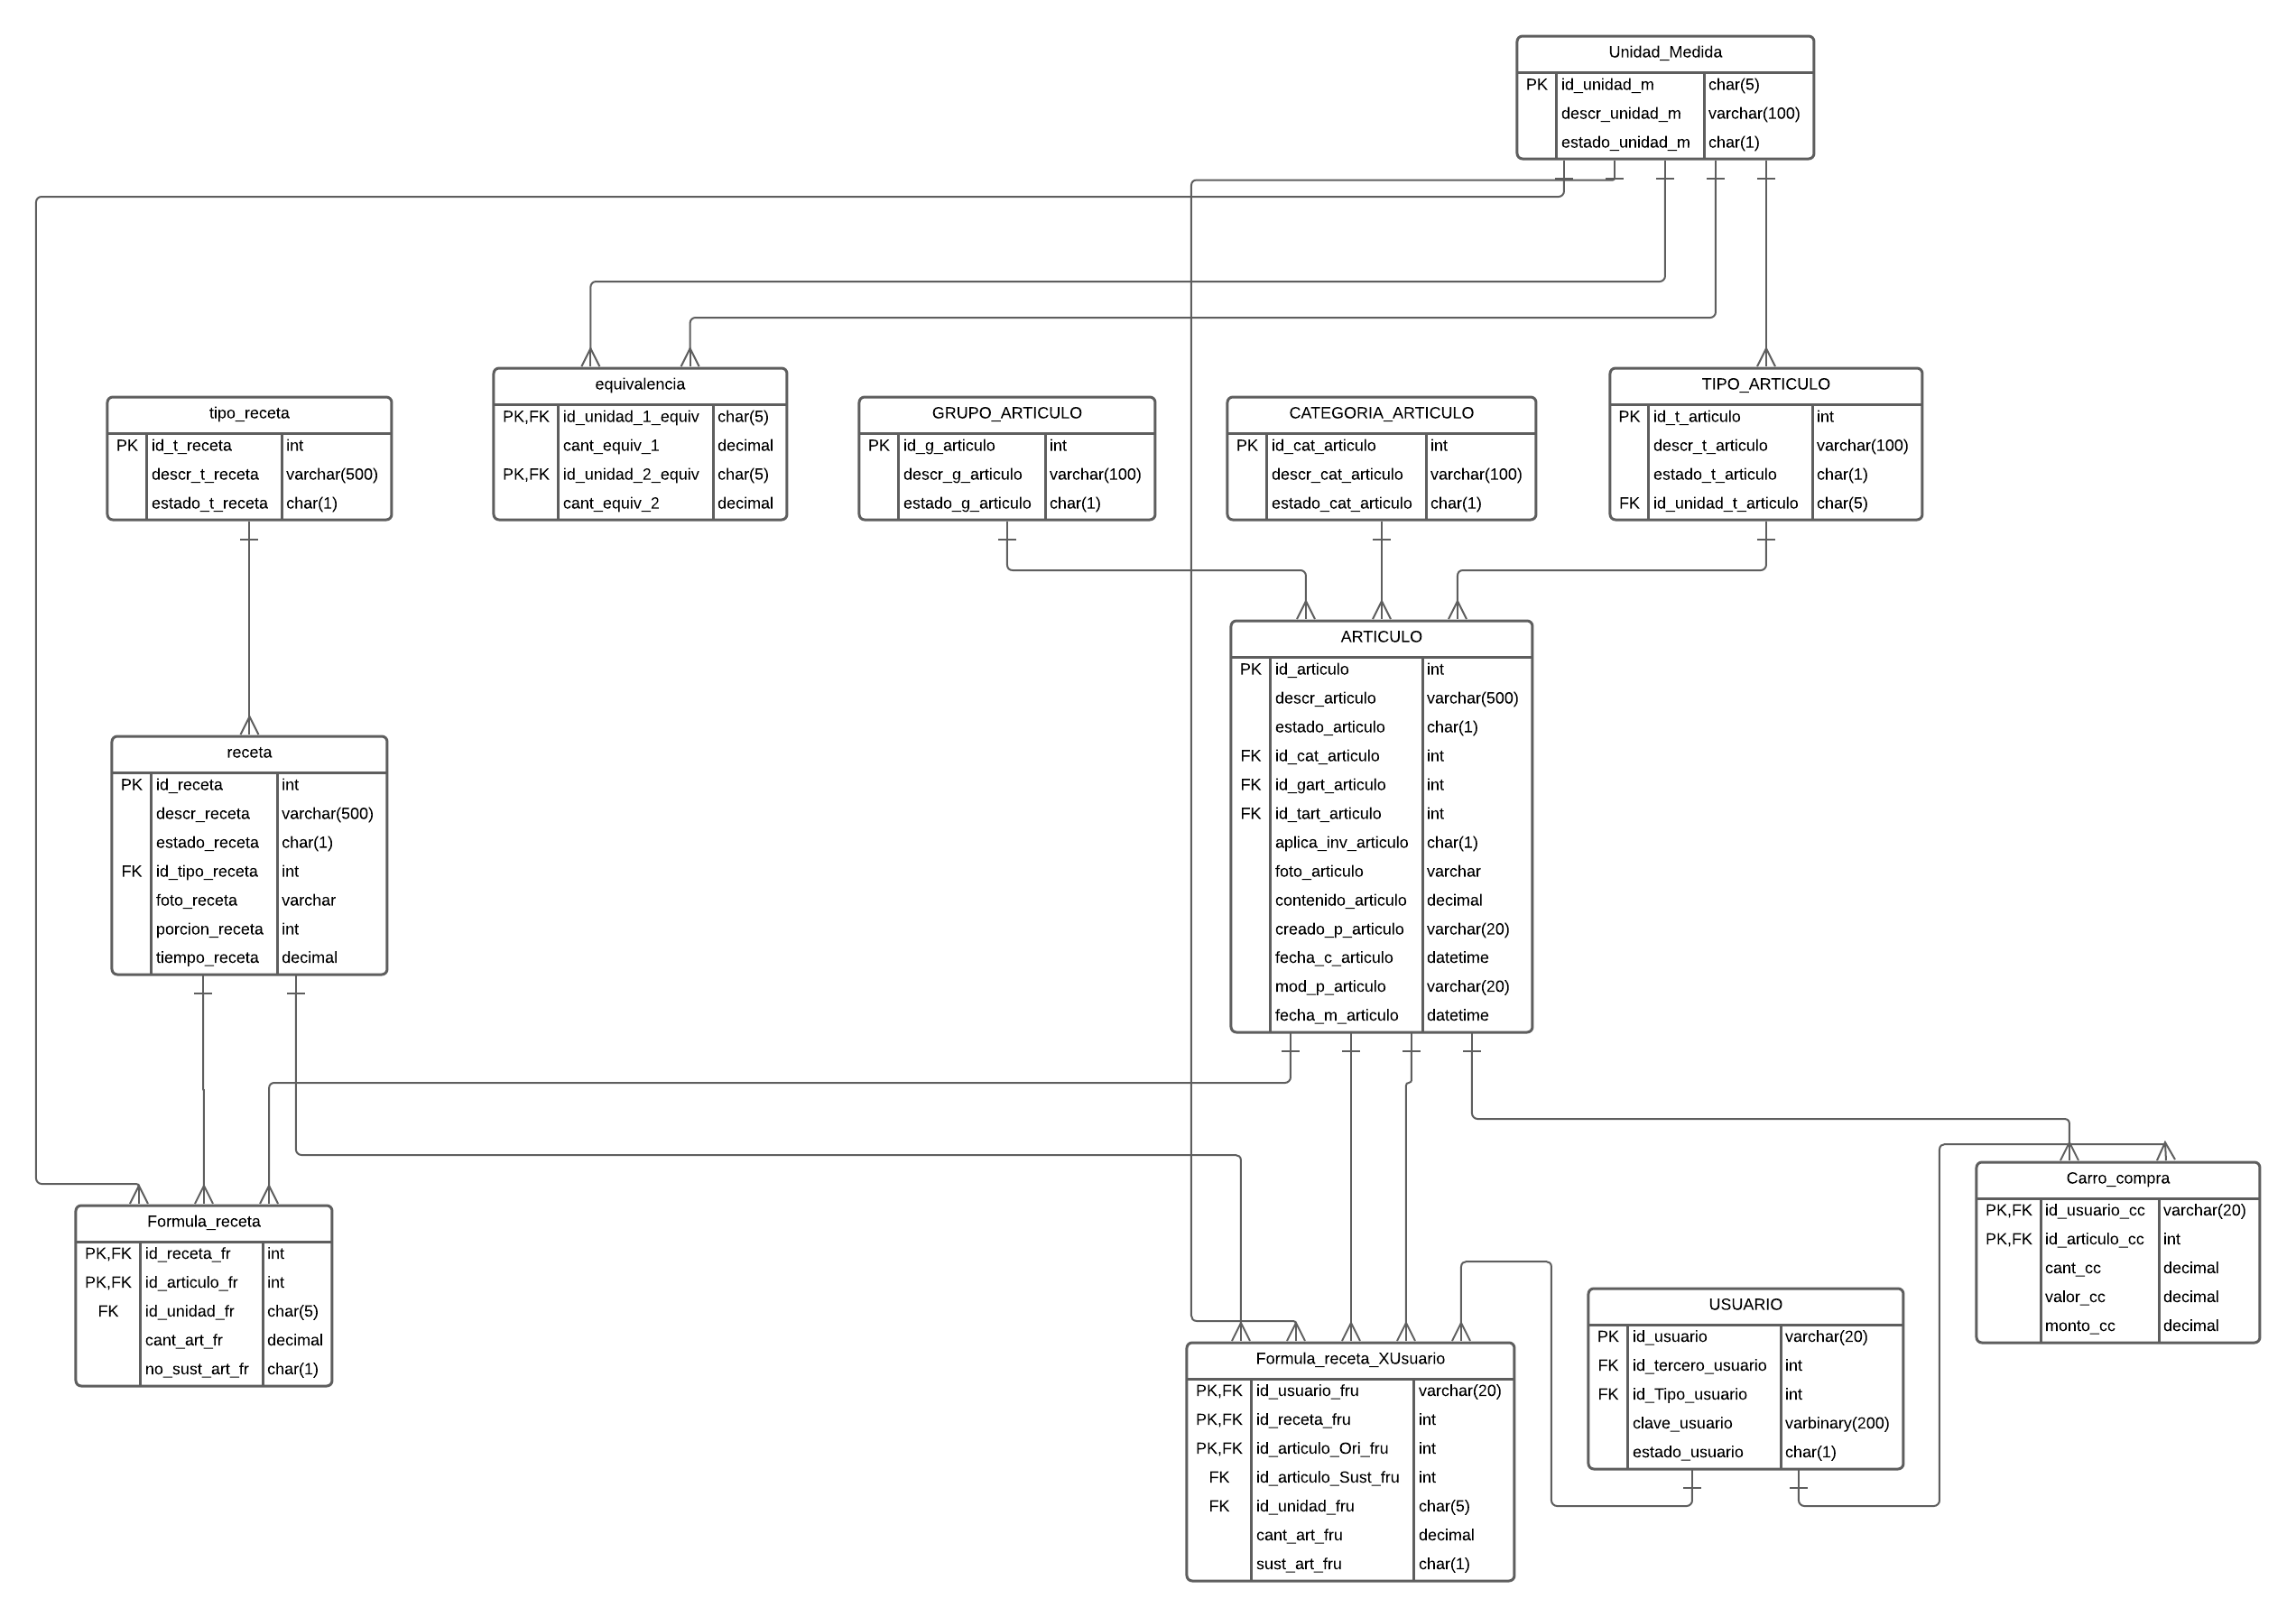 Unidad_Medida
PK id_unidad_m char(5)
descr_unidad_m varchar(100)
estado_unidad_m char(1)
tipo_receta
PK id_t_receta int
descr_t_receta varchar(500)
estado_t_receta char(1)
equivalencia
PK,FK id_unidad_1_equiv char(5)
cant_equiv_1 decimal
PK,FK id_unidad_2_equiv char(5)
cant_equiv_2 decimal
GRUPO_ARTICULO
PK id_g_articulo int
descr_g_articulo varchar(100)
estado_g_articulo char(1)
CATEGORIA_ARTICULO
PK id_cat_articulo int
descr_cat_articulo varchar(100)
estado_cat_articulo char(1)
TIPO_ARTICULO
PK id_t_articulo int
descr_t_articulo varchar(100)
estado_t_articulo char(1)
FK id_unidad_t_articulo char(5)
receta
PK id_receta int
descr_receta varchar(500)
estado_receta char(1)
FK id_tipo_receta int
foto_receta varchar
porcion_receta int
tiempo_receta decimal
ARTICULO
PK id_articulo int
descr_articulo varchar(500)
estado_articulo char(1)
FK id_cat_articulo int
FK id_gart_articulo int
FK id_tart_articulo int
aplica_inv_articulo char(1)
foto_articulo varchar
contenido_articulo decimal
creado_p_articulo varchar(20)
fecha_c_articulo datetime
mod_p_articulo varchar(20)
fecha_m_articulo datetime
Formula_receta
PK,FK id_receta_fr int
PK,FK id_articulo_fr int
FK id_unidad_fr char(5)
cant_art_fr decimal
no_sust_art_fr char(1)
Formula_receta_XUsuario
PK,FK id_usuario_fru varchar(20)
PK,FK id_receta_fru int
PK,FK id_articulo_Ori_fru int
FK id_articulo_Sust_fru int
FK id_unidad_fru char(5)
cant_art_fru decimal
sust_art_fru char(1)
USUARIO
PK id_usuario varchar(20)
FK id_tercero_usuario int
FK id_Tipo_usuario int
clave_usuario varbinary(200)
estado_usuario char(1)
Carro_compra
PK,FK id_usuario_cc varchar(20)
PK,FK id_articulo_cc int
cant_cc decimal
valor_cc decimal
monto_cc decimal